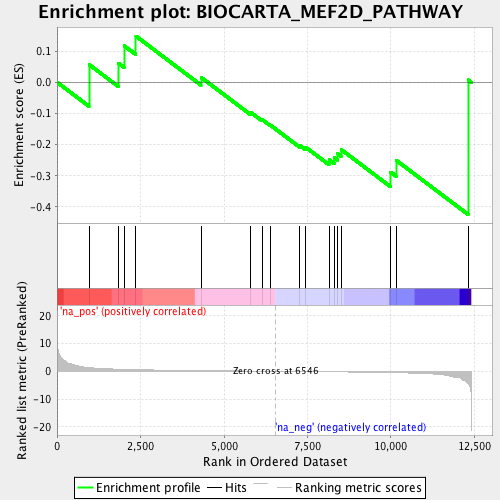 Enrichment plot: BIOCARTA_MEF2D_PATHWAY
Enrichment score (ES)
0.1
0.0
-0.1
-0.2
-0.3
-0.4
'na_pos' (positively correlated)
Ranked list metric (PreRanked)
20
10
0
-10
-20
Zero cross at 6546
'na_neg' (negatively correlated)
0
2,500
5,000
7,500
10,000
12,500
Rank in Ordered Dataset
Enrichment profile
Hits
Ranking metric scores